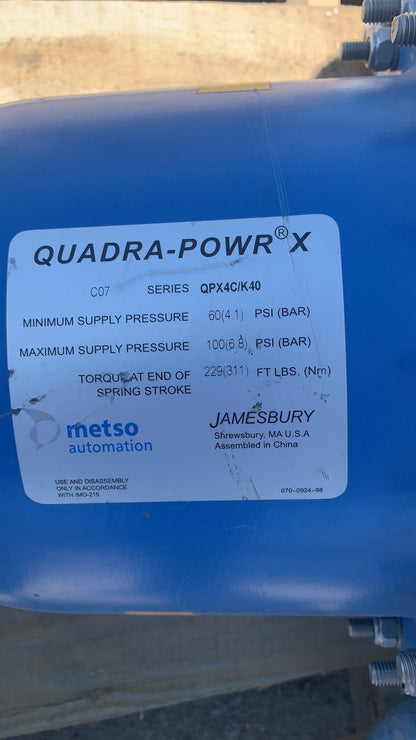 QUADRA-POWR® X
C07 SERIES QPX4C/K40
MINIMUM SUPPLY PRESSURE 60(4.1) PSI (BAR)
MAXIMUM SUPPLY PRESSURE 100(6.8) PSI (BAR)
TORQUE AT END OF 229(311) FT LBS. (Nm)
SPRING STROKE
metso
automation
JAMESBURY
Shrewsbury, MA U.S.A
Assembled in China
USE AND DISASSEMBLY
ONLY IN ACCORDANCE
WITH IMO-215
070-0924-98